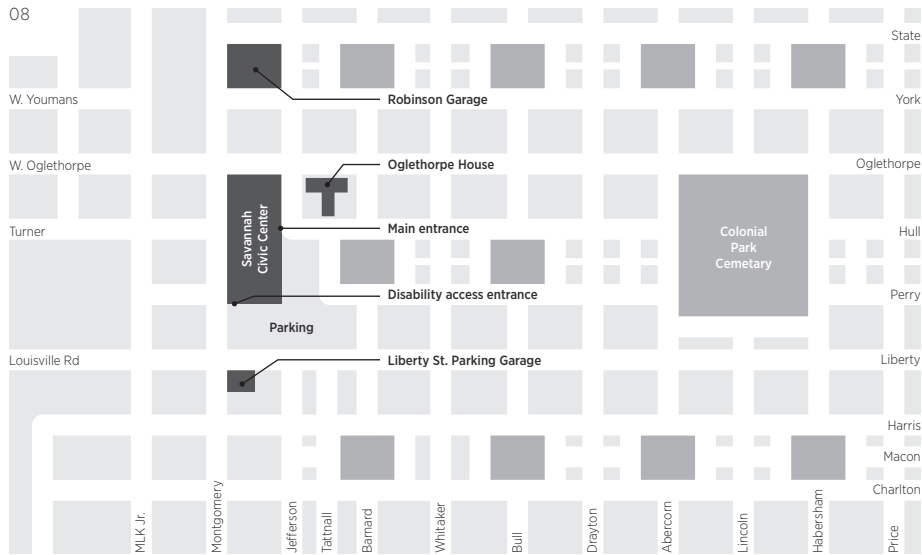 08
State
W. Youmans
Robinson Garage
York
W. Oglethorpe
Oglethorpe House
Oglethorpe
Turner
Savannah
Civic Center
Main entrance
Colonial
Park
Cemetary
Hull
Disability access entrance
Perry
Parking
Louisville Rd
Liberty St. Parking Garage
Liberty
Harris
Macon
Charlton
MLK Jr.
Montgomery
Jefferson
Tattnall
Barnard
Whitaker
Bull
Drayton
Abercorn
Lincoln
Habersham
Price